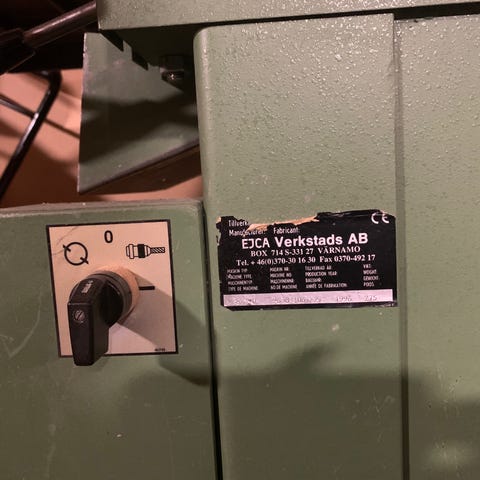 0
Tillverka
Manufacturer: Fabricant:
CE
EJCA Verkstads AB
BOX 714 S-331 27 VÄRNAMO
Tel. + 46(0)370-30 16 30 Fax 0370-492 17
MASKIN TYP MASKIN NR. TILLVERKAD ÅR VIKT
MACHINE TYPE MACHINE NO PRODUCTION YEAR WEIGHT
MASCHINENTYP MASCHINENNR BAUJAHR GEWICHT
TYPE DE MACHINE NO DE MACHINE ANNÉE DE FABRICATION POIDS